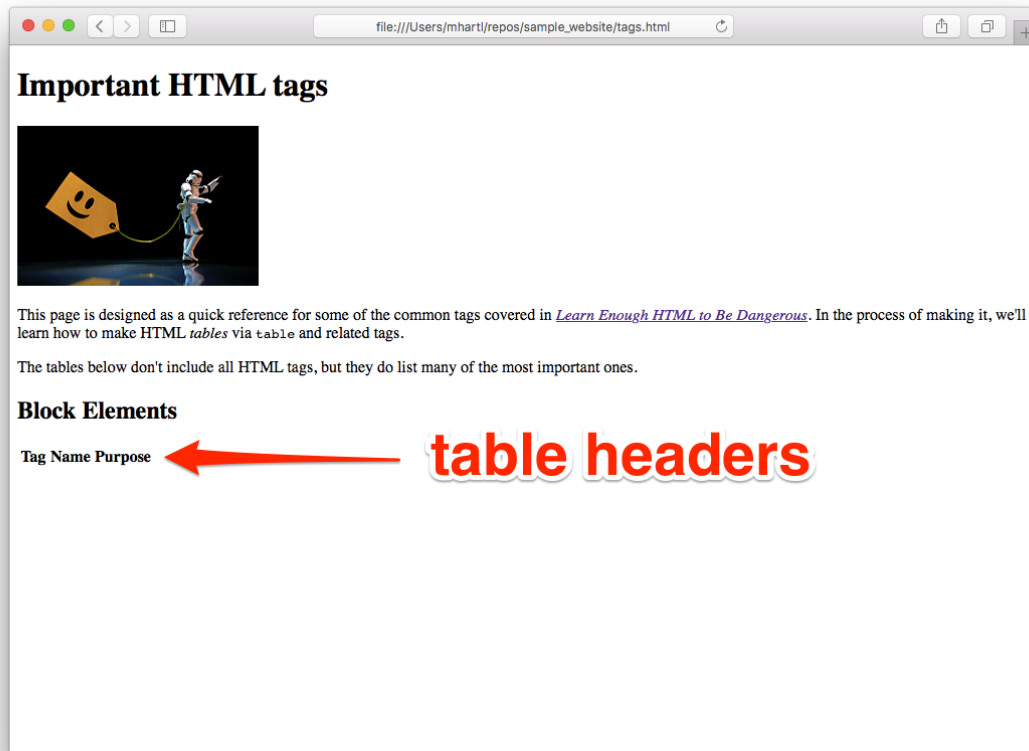 file:///Users/mhartl/repos/sample_website/tags.html
Important HTML tags
This page is designed as a quick reference for some of the common tags covered in Learn Enough HTML to Be Dangerous. In the process of making it, we'll
learn how to make HTML tables via table and related tags.
The tables below don't include all HTML tags, but they do list many of the most important ones.
Block Elements
Tag Name Purpose
table headers